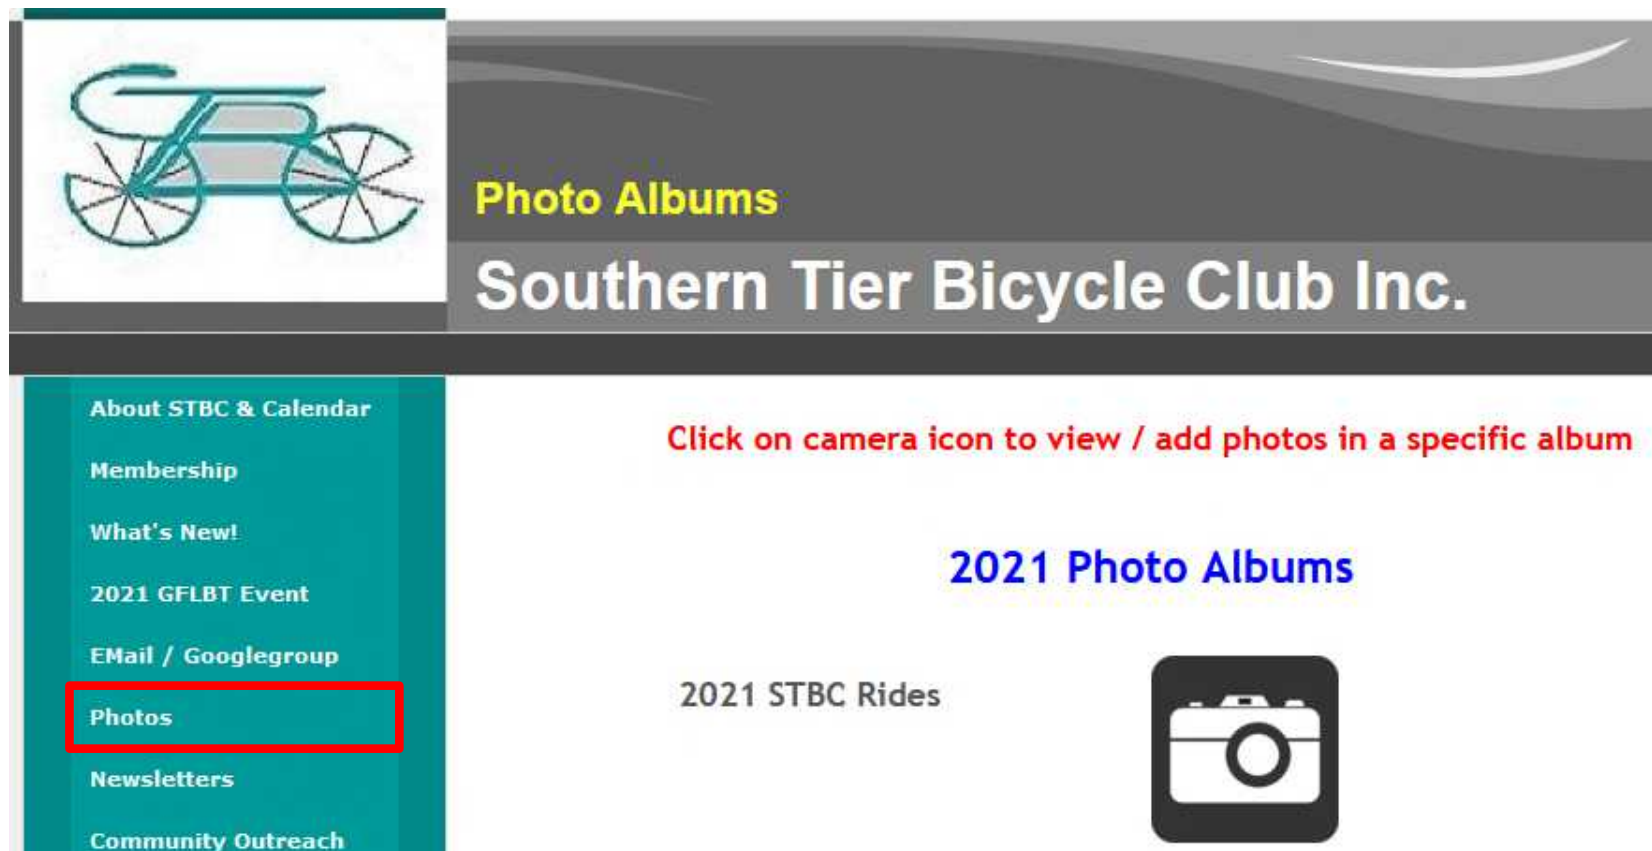 Photo Albums
Southern Tier Bicycle Club Inc.
About STBC & Calendar
Membership
What's New!
2021 GFLBT Event
EMail / Googlegroup
Photos
Newsletters
Community Outreach
Click on camera icon to view / add photos in a specific album
2021 Photo Albums
2021 STBC Rides